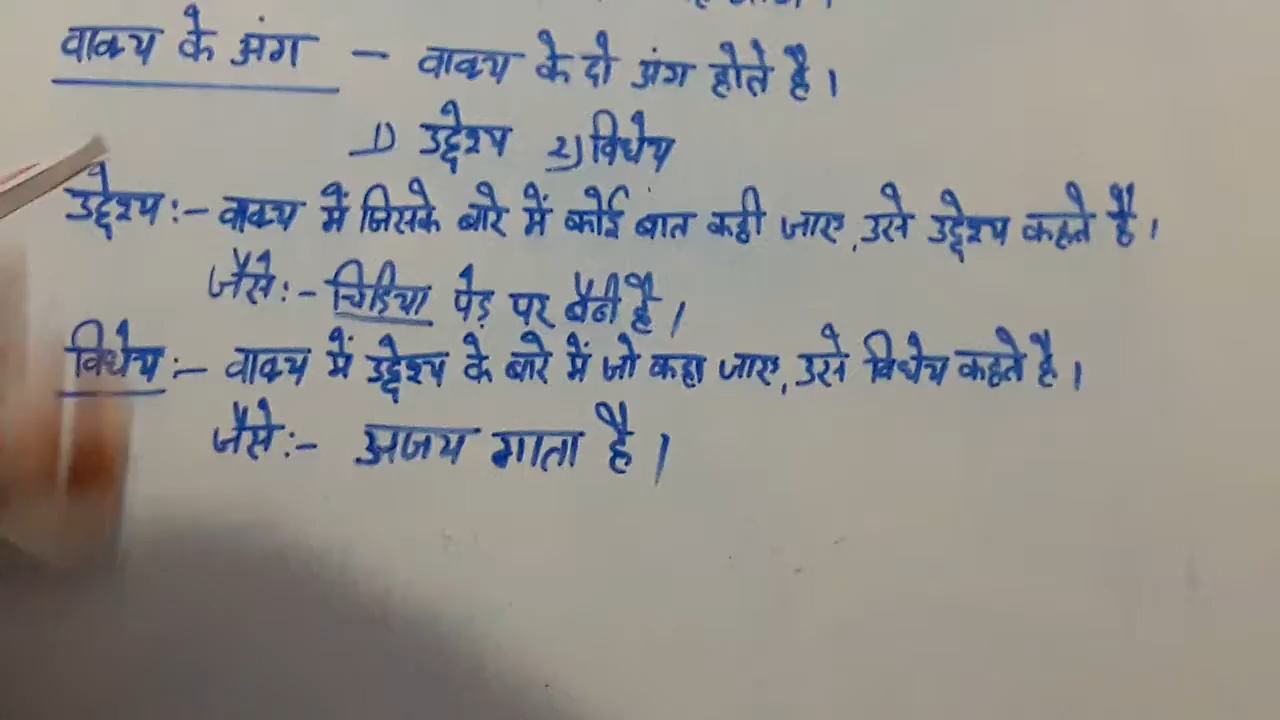 वाक्य के अंग – वाक्य के दो अंग होते है।
1) उद्देश्य 2) विधेय
उद्देश्य :- वाक्य में जिसके बारे में कोई बात कही जाए, उसे उद्देश्य कहते है।
जैसे :- चिडिया पेड़ पर बैठी है।
विधेय :- वाक्य में उद्देश्य के बारे में जो कहा जाए, उसे विधेय कहते है।
जैसे :- अजय गाता है।